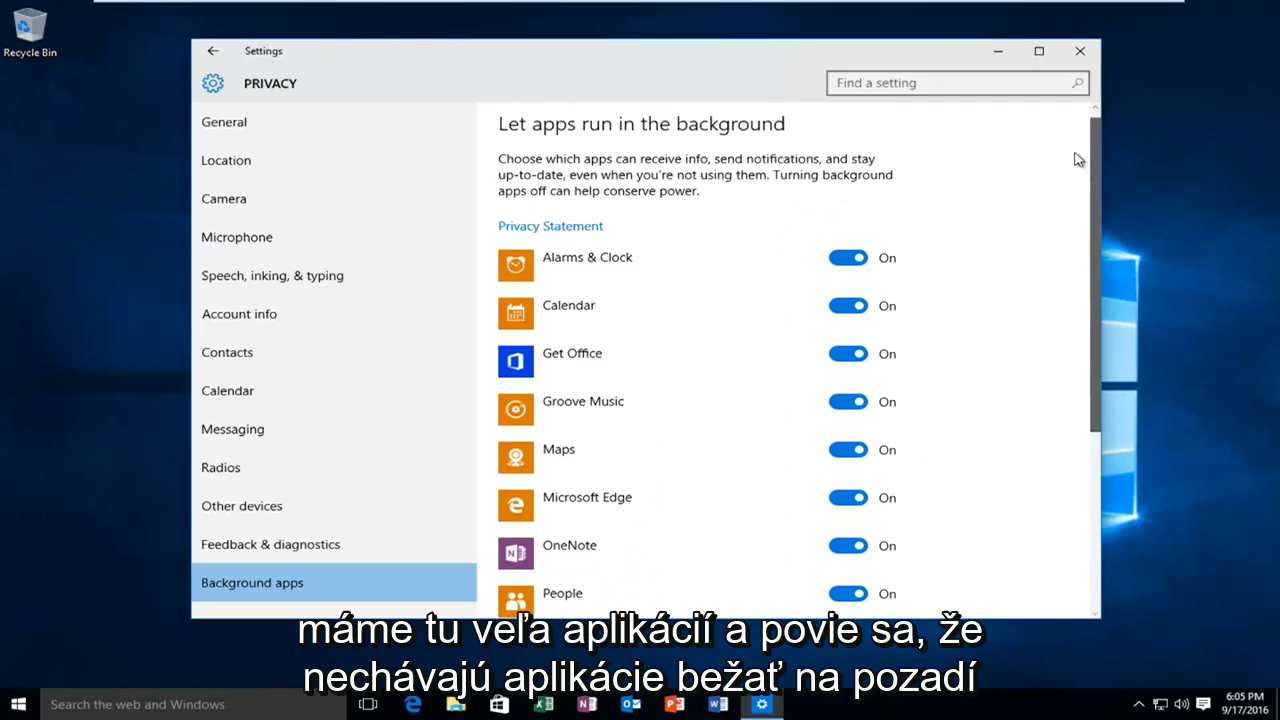 Recycle Bin
Settings
PRIVACY
Find a setting
General
Location
Camera
Microphone
Speech, inking, & typing
Account info
Contacts
Calendar
Messaging
Radios
Other devices
Feedback & diagnostics
Background apps
Let apps run in the background
Choose which apps can receive info, send notifications, and stay
up-to-date, even when you're not using them. Turning background
apps off can help conserve power.
Privacy Statement
Alarms & Clock On
Calendar On
Get Office On
Groove Music On
Maps On
Microsoft Edge On
OneNote On
People On
máme tu veľa aplikácií a povie sa, že
nechávajú aplikácie bežať na pozadí
Search the web and Windows
6:05 PM
9/17/2016